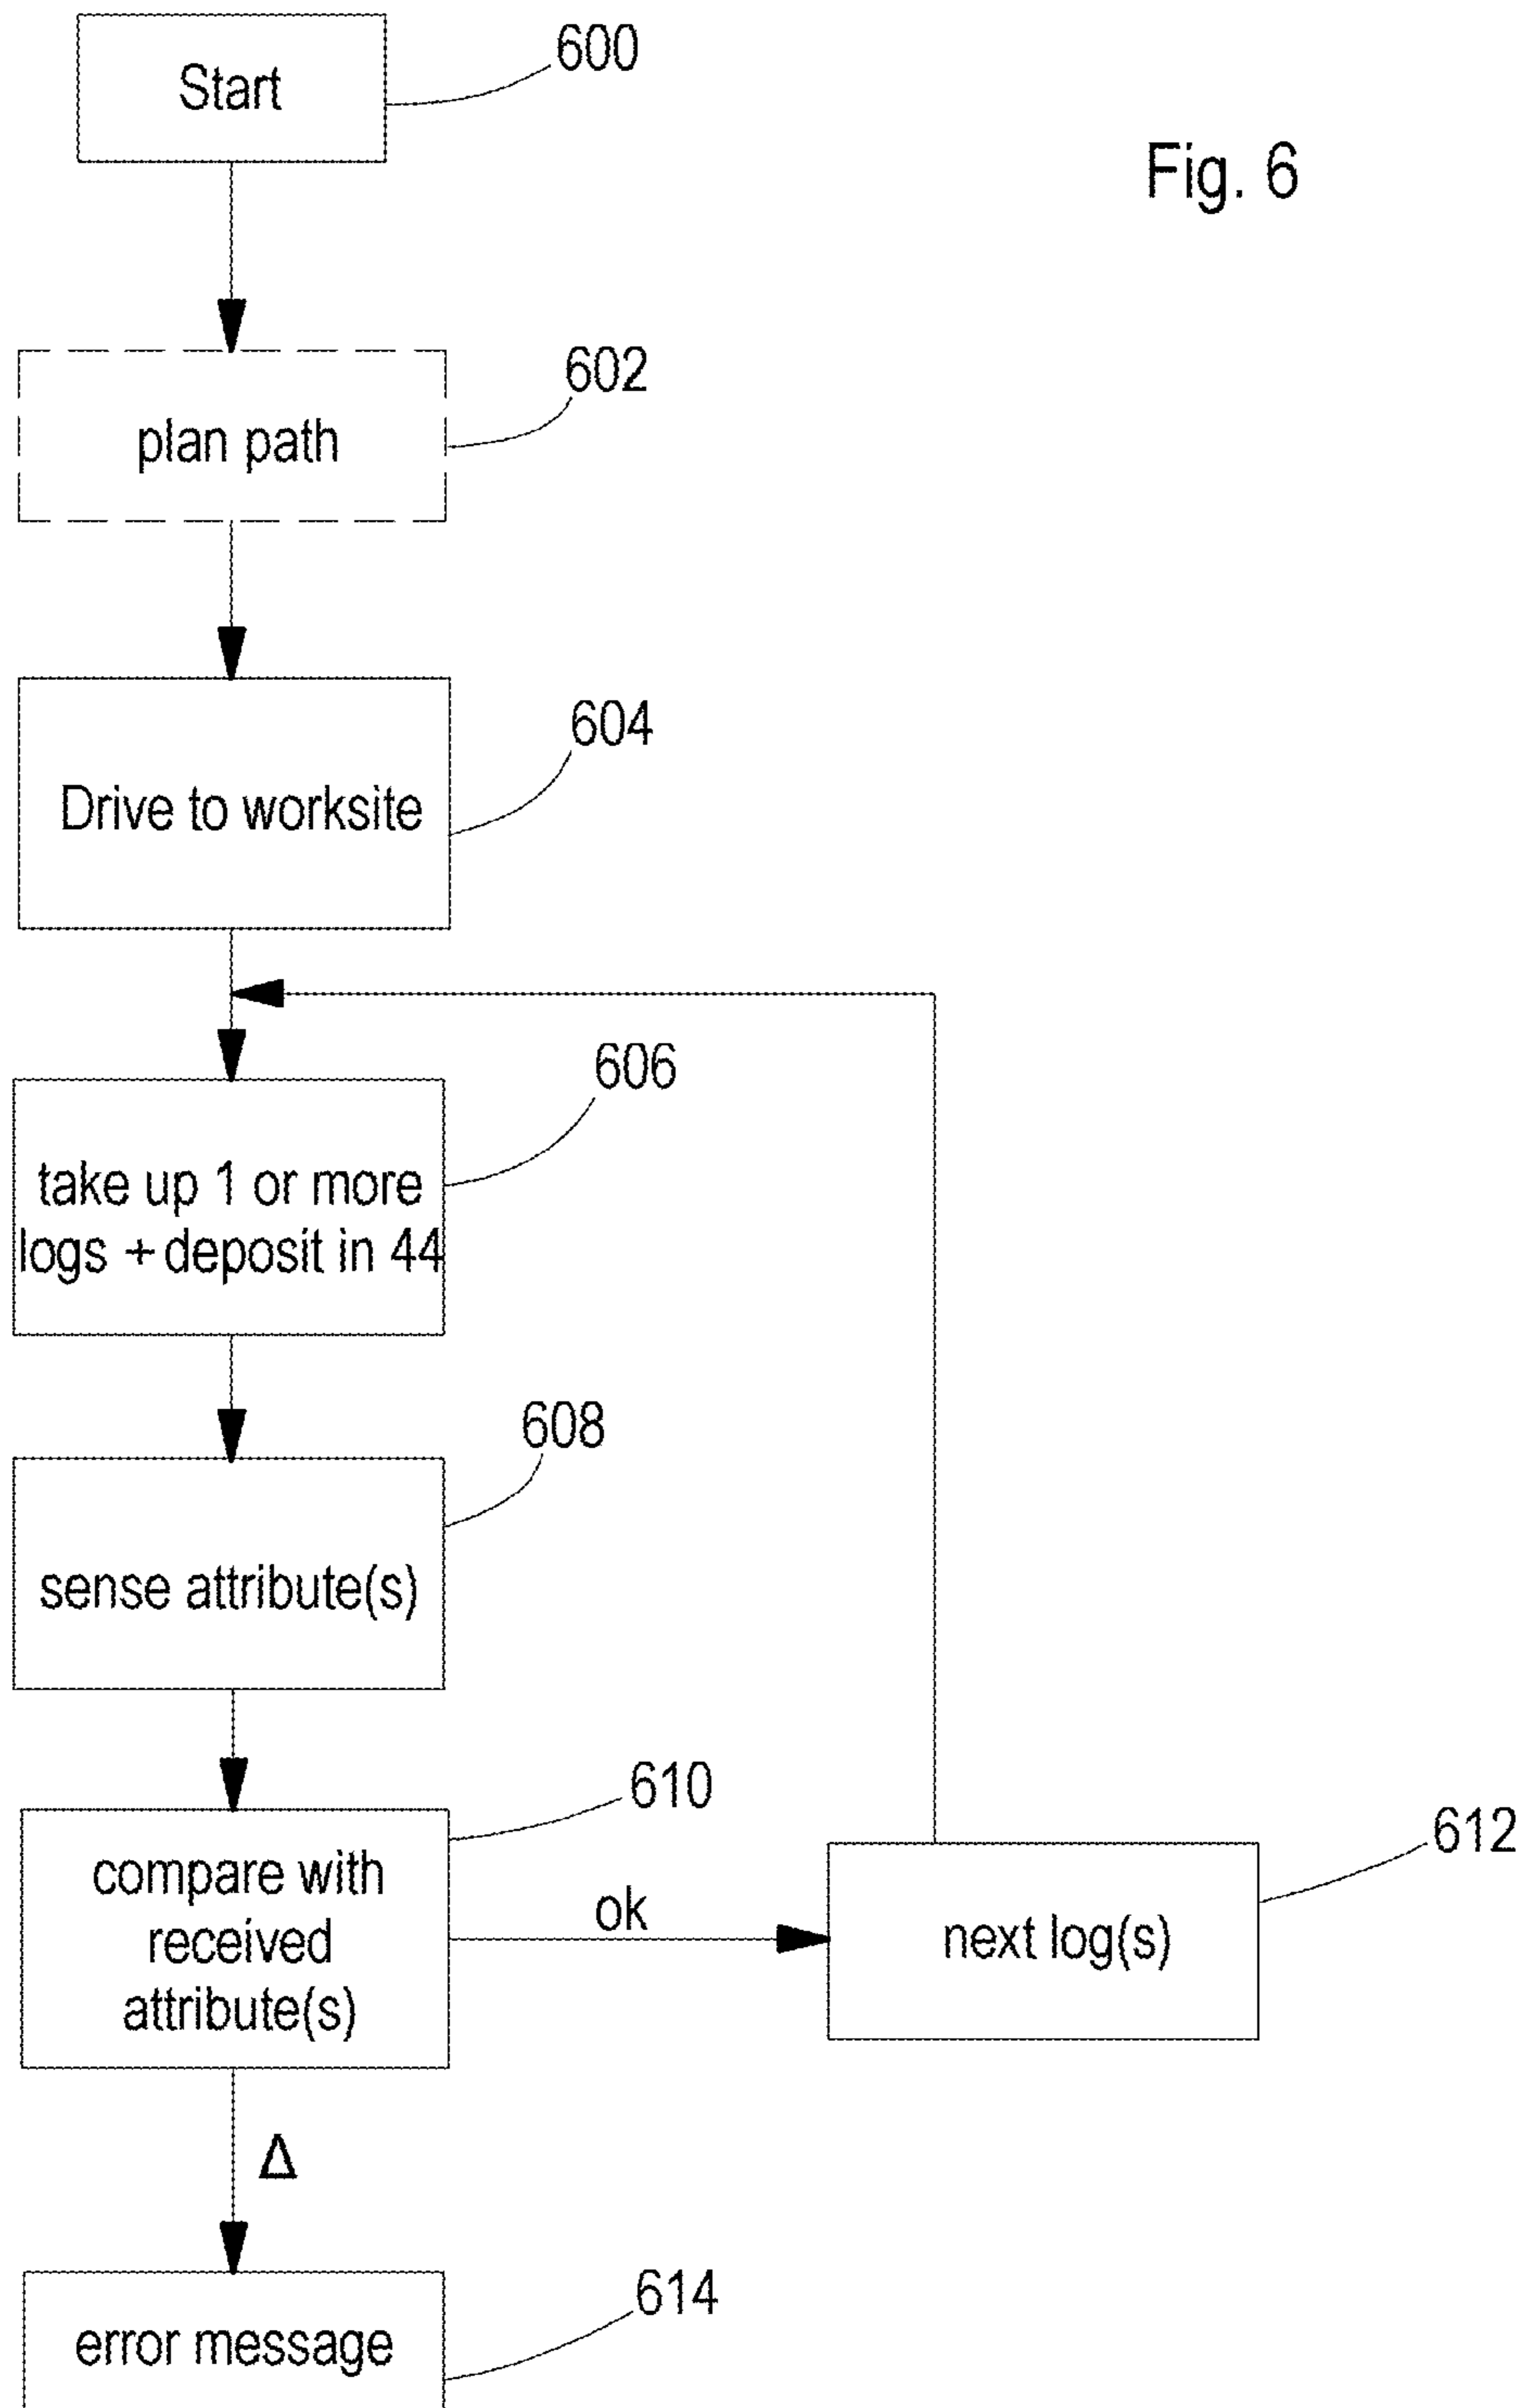 Start
600
Fig. 6
plan path
602
Drive to worksite
604
take up 1 or more
logs + deposit in 44
606
sense attribute(s)
608
compare with
received
attribute(s)
610
ok
next log(s)
612
Δ
error message
614